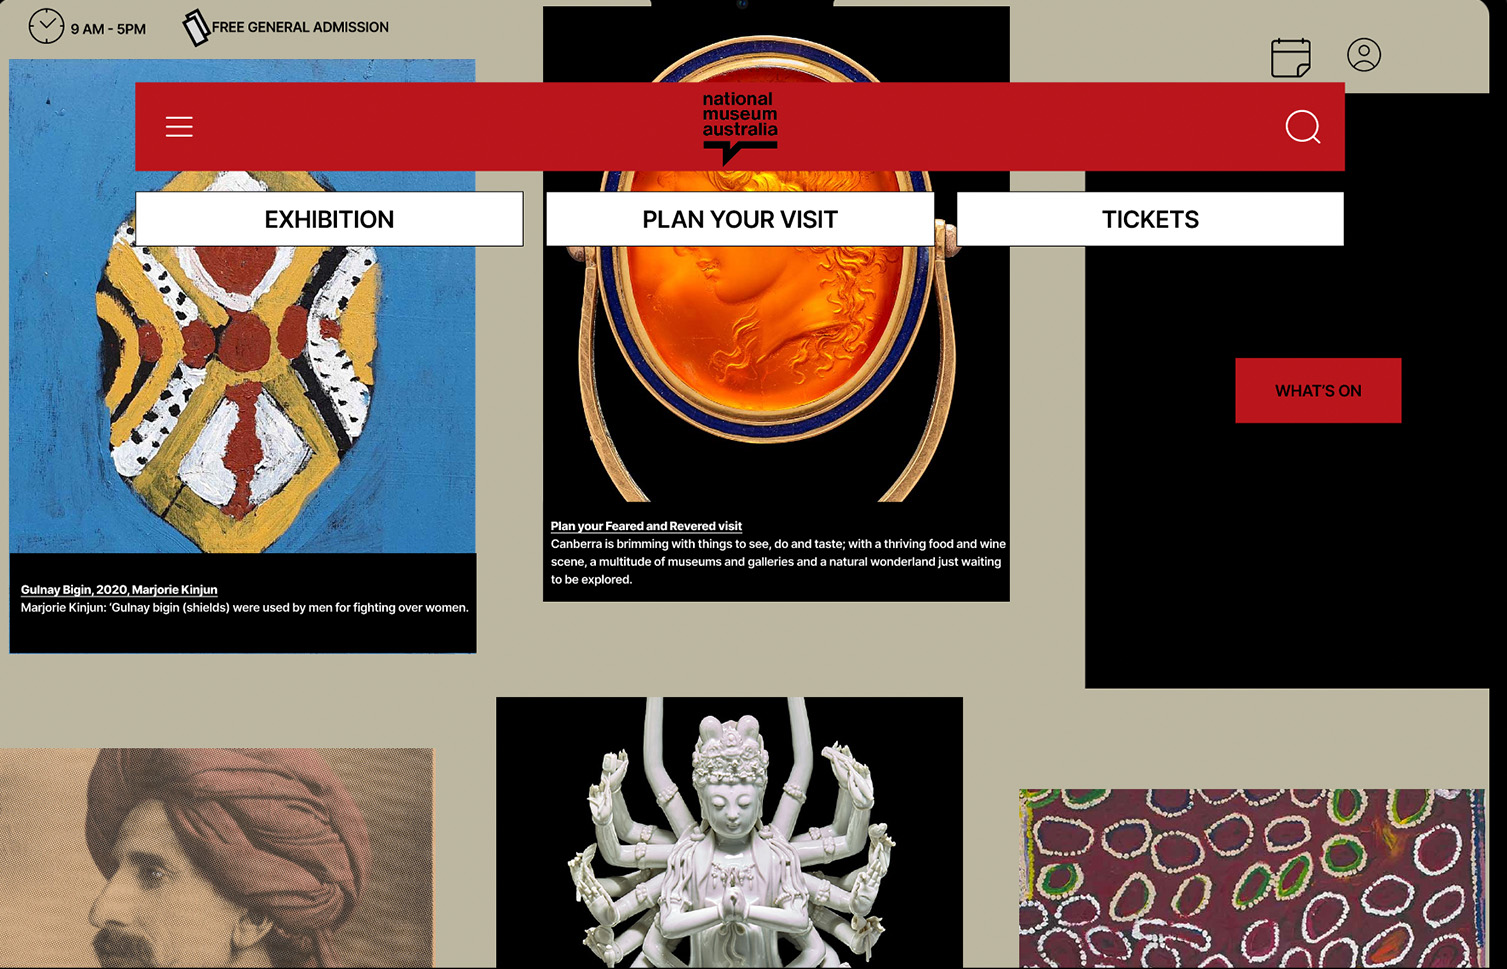 9 AM - 5PM
FREE GENERAL ADMISSION
national
museum
australia
EXHIBITION
PLAN YOUR VISIT
TICKETS
WHAT'S ON
Plan your Feared and Revered visit
Canberra is brimming with things to see, do and taste; with a thriving food and wine
scene, a multitude of museums and galleries and a natural wonderland just waiting
to be explored.
Gulnay Bigin, 2020, Marjorie Kinjun
Marjorie Kinjun: ‘Gulnay bigin (shields) were used by men for fighting over women.